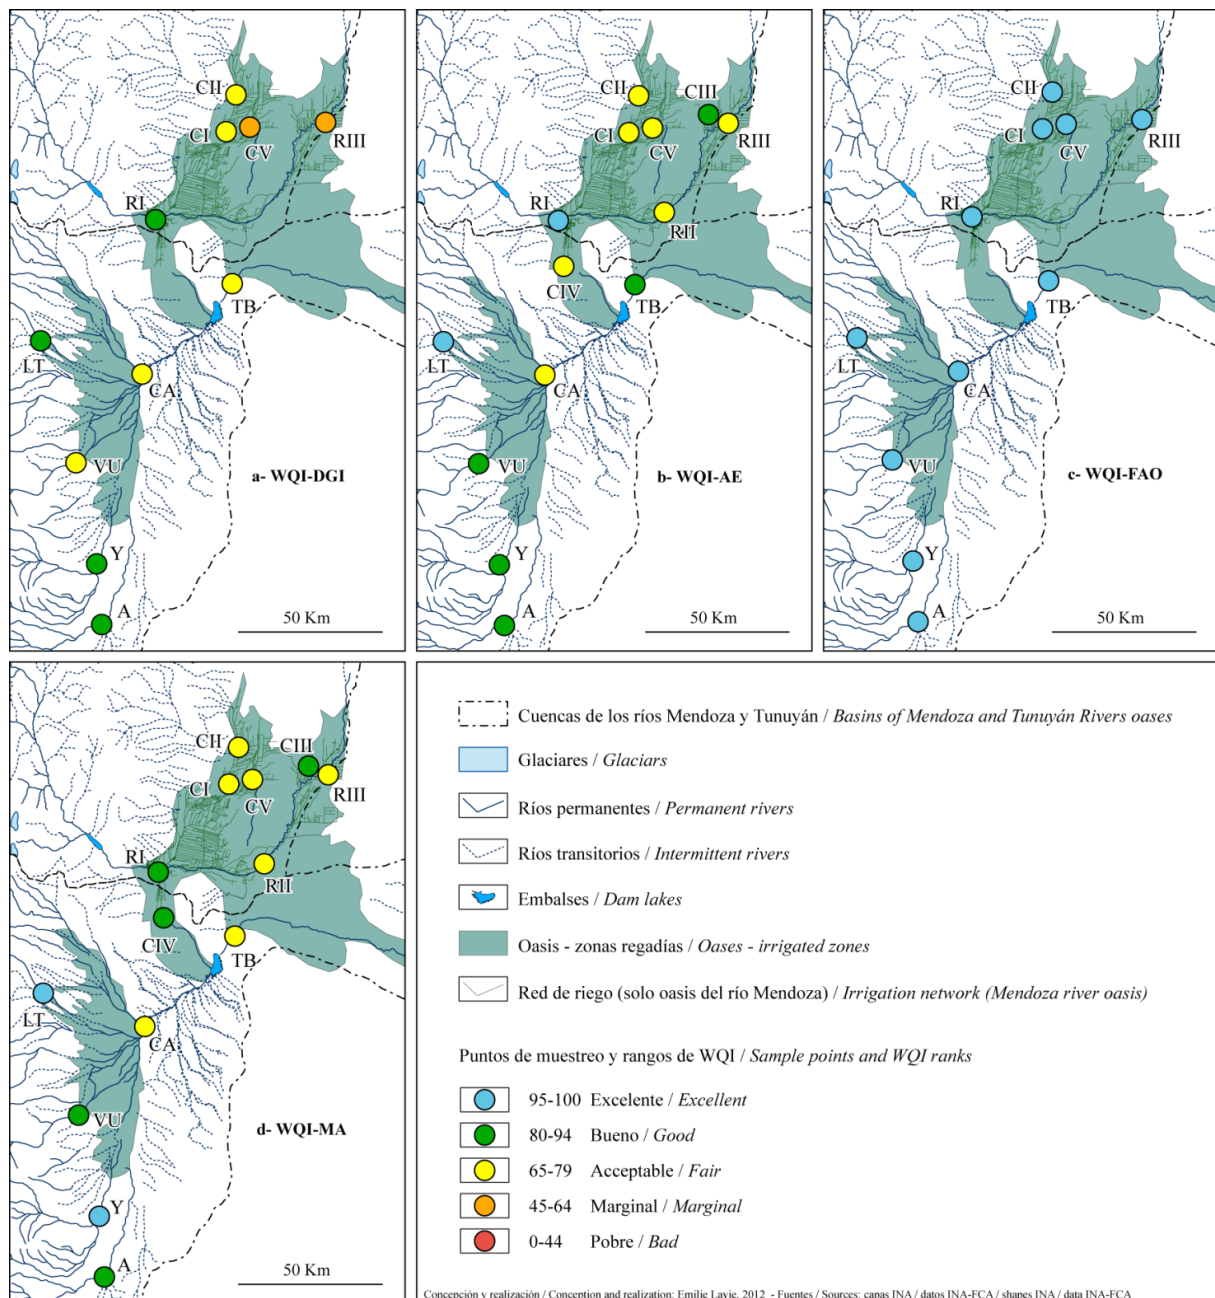 CII
CI
CV
RIII
RI
TB
LT
CA
VU
a- WQI-DGI
Y
A
50 Km
CII
CIII
CI
CV
RIII
RI
RII
CIV
TB
LT
CA
VU
b- WQI-AE
Y
A
50 Km
CII
CI
CV
RIII
RI
TB
LT
CA
VU
c- WQI-FAO
Y
A
50 Km
CII
CIII
CI
CV
RIII
RI
RII
CIV
TB
LT
CA
VU
d- WQI-MA
Y
A
50 Km
Cuencas de los ríos Mendoza y Tunuyán / Basins of Mendoza and Tunuyán Rivers oases
Glaciares / Glaciars
Ríos permanentes / Permanent rivers
Ríos transitorios / Intermittent rivers
Embalses / Dam lakes
Oasis - zonas regadías / Oases - irrigated zones
Red de riego (solo oasis del río Mendoza) / Irrigation network (Mendoza river oasis)
Puntos de muestreo y rangos de WQI / Sample points and WQI ranks
95-100 Excelente / Excellent
80-94 Bueno / Good
65-79 Acceptable / Fair
45-64 Marginal / Marginal
0-44 Pobre / Bad
Concepción y realización / Conception and realization: Emilie Lavie, 2012 - Fuentes / Sources: capas INA / datos INA-FCA / shapes INA / data INA-FCA